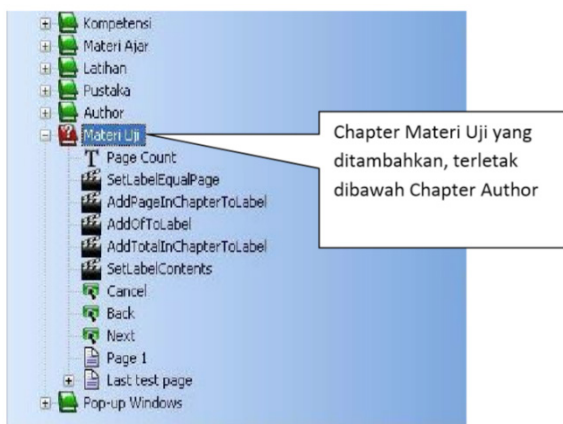 Kompetensi
Materi Ajar
Latihan
Pustaka
Author
Materi Uji
T Page Count
SetLabelEqualPage
AddPageInChapterToLabel
AddOfToLabel
AddTotalInChapterToLabel
SetLabelContents
Cancel
Back
Next
Page 1
Last test page
Pop-up Windows
Chapter Materi Uji yang
ditambahkan, terletak
dibawah Chapter Author